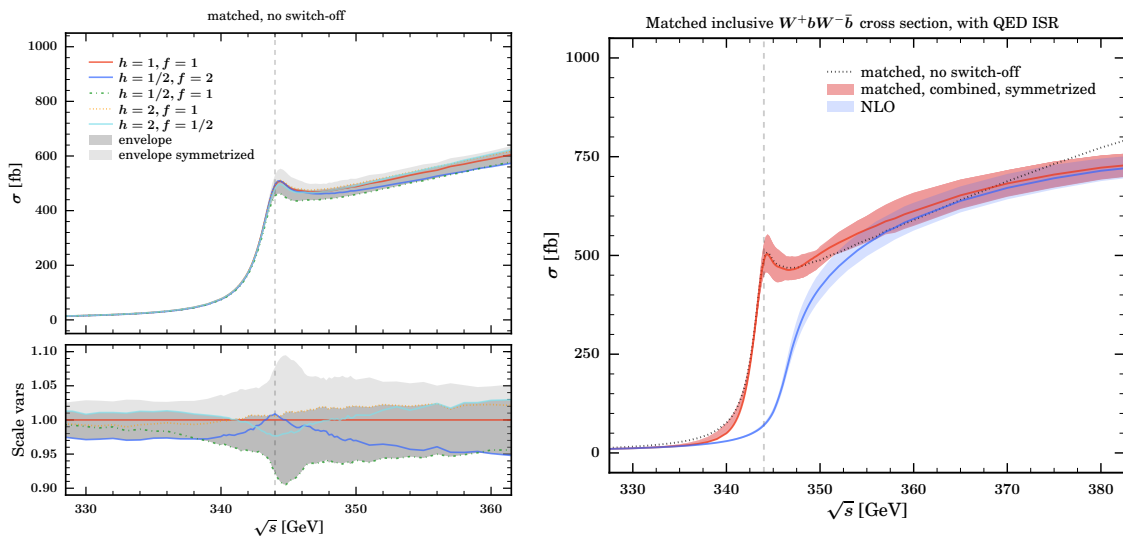 matched, no switch-off
1000
800
600
400
200
0
σ [fb]
h = 1, f = 1
h = 1/2, f = 2
h = 1/2, f = 1
h = 2, f = 1
h = 2, f = 1/2
envelope
envelope symmetrized
1.10
1.05
1.00
0.95
0.90
Scale vars
330 340 350 360
√s [GeV]
Matched inclusive W⁺bW⁻b̄ cross section, with QED ISR
1000
750
500
250
0
σ [fb]
matched, no switch-off
matched, combined, symmetrized
NLO
330 340 350 360 370 380
√s [GeV]